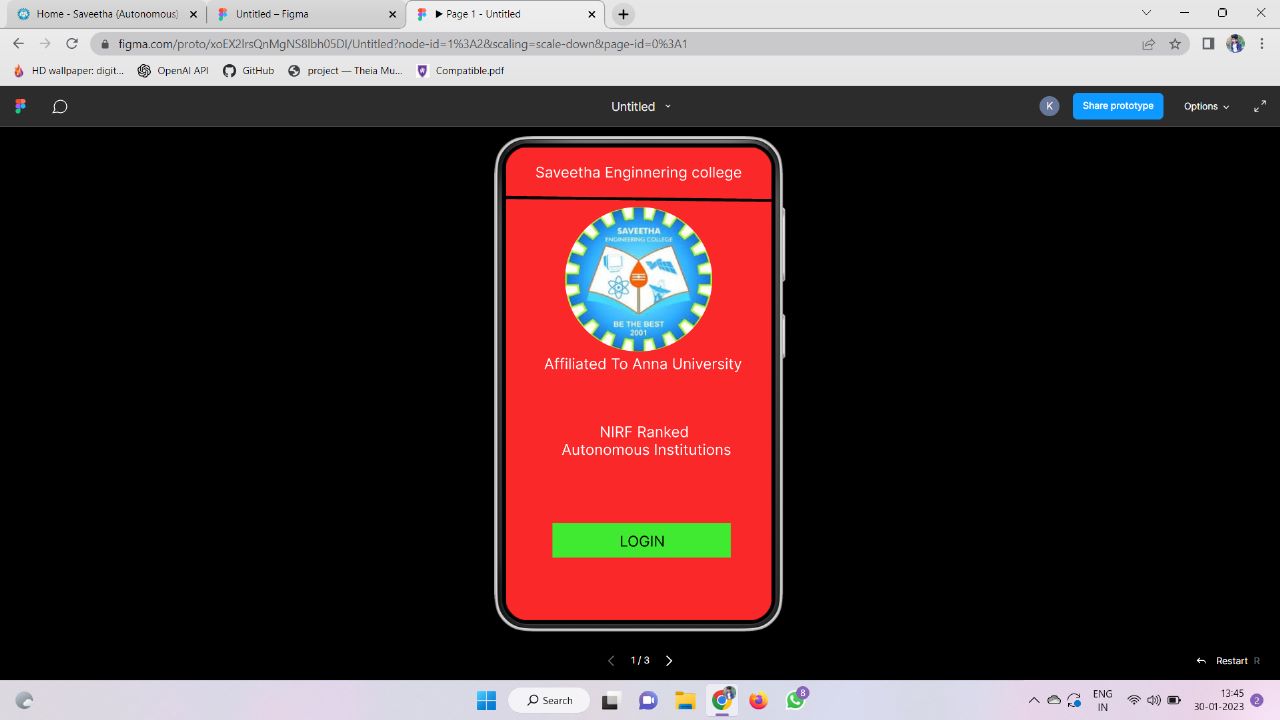 Home - Saveetha (Autonomous)
Untitled – Figma
▶ Page 1 - Untitled
figma.com/proto/xoEX2lrsQnMgNS8lbh05DI/Untitled?node-id=1%3A2&scaling=scale-down&page-id=0%3A1
HD wallpaper: digit...
OpenAI API
GitHub
project — Theia Mu...
Compatible.pdf
Untitled
K
Share prototype
Options
Saveetha Enginnering college
SAVEETHA
ENGINEERING COLLEGE
BE THE BEST
2001
Affiliated To Anna University
NIRF Ranked
Autonomous Institutions
LOGIN
1 / 3
Restart R
Search
8
ENG
IN
13:45
30-01-2023
2